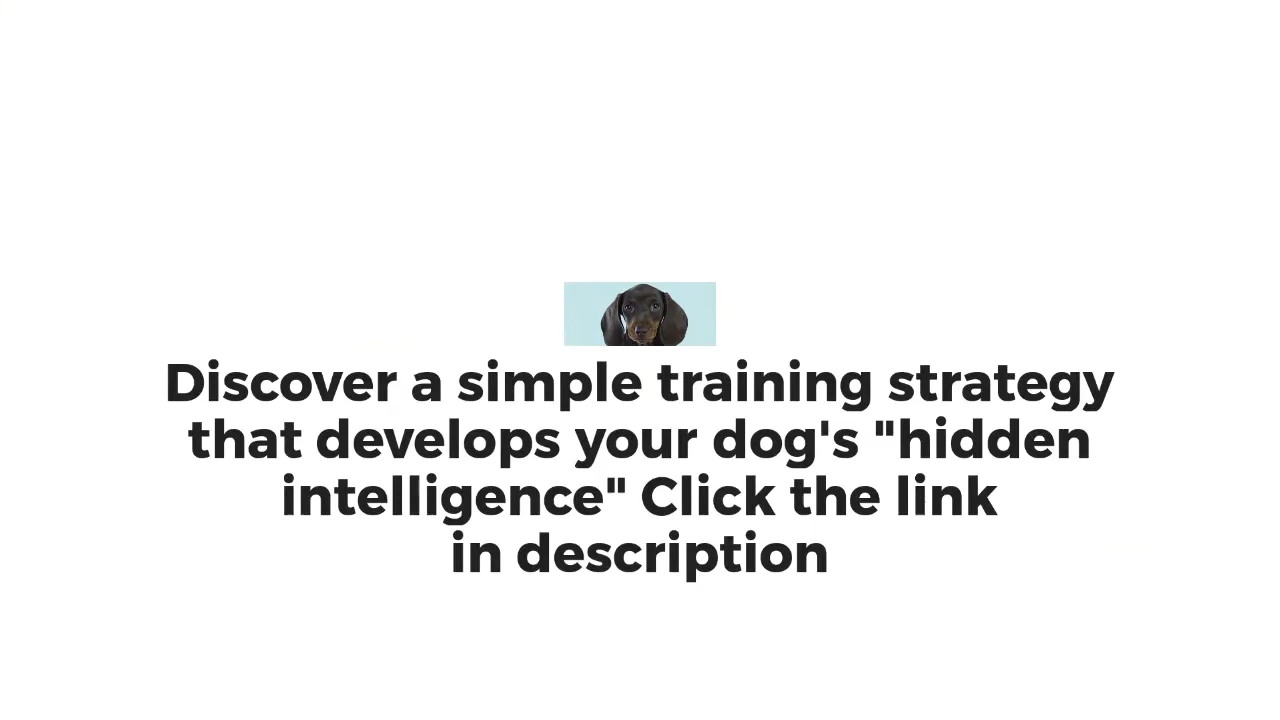 Discover a simple training strategy
that develops your dog's "hidden
intelligence" Click the link
in description